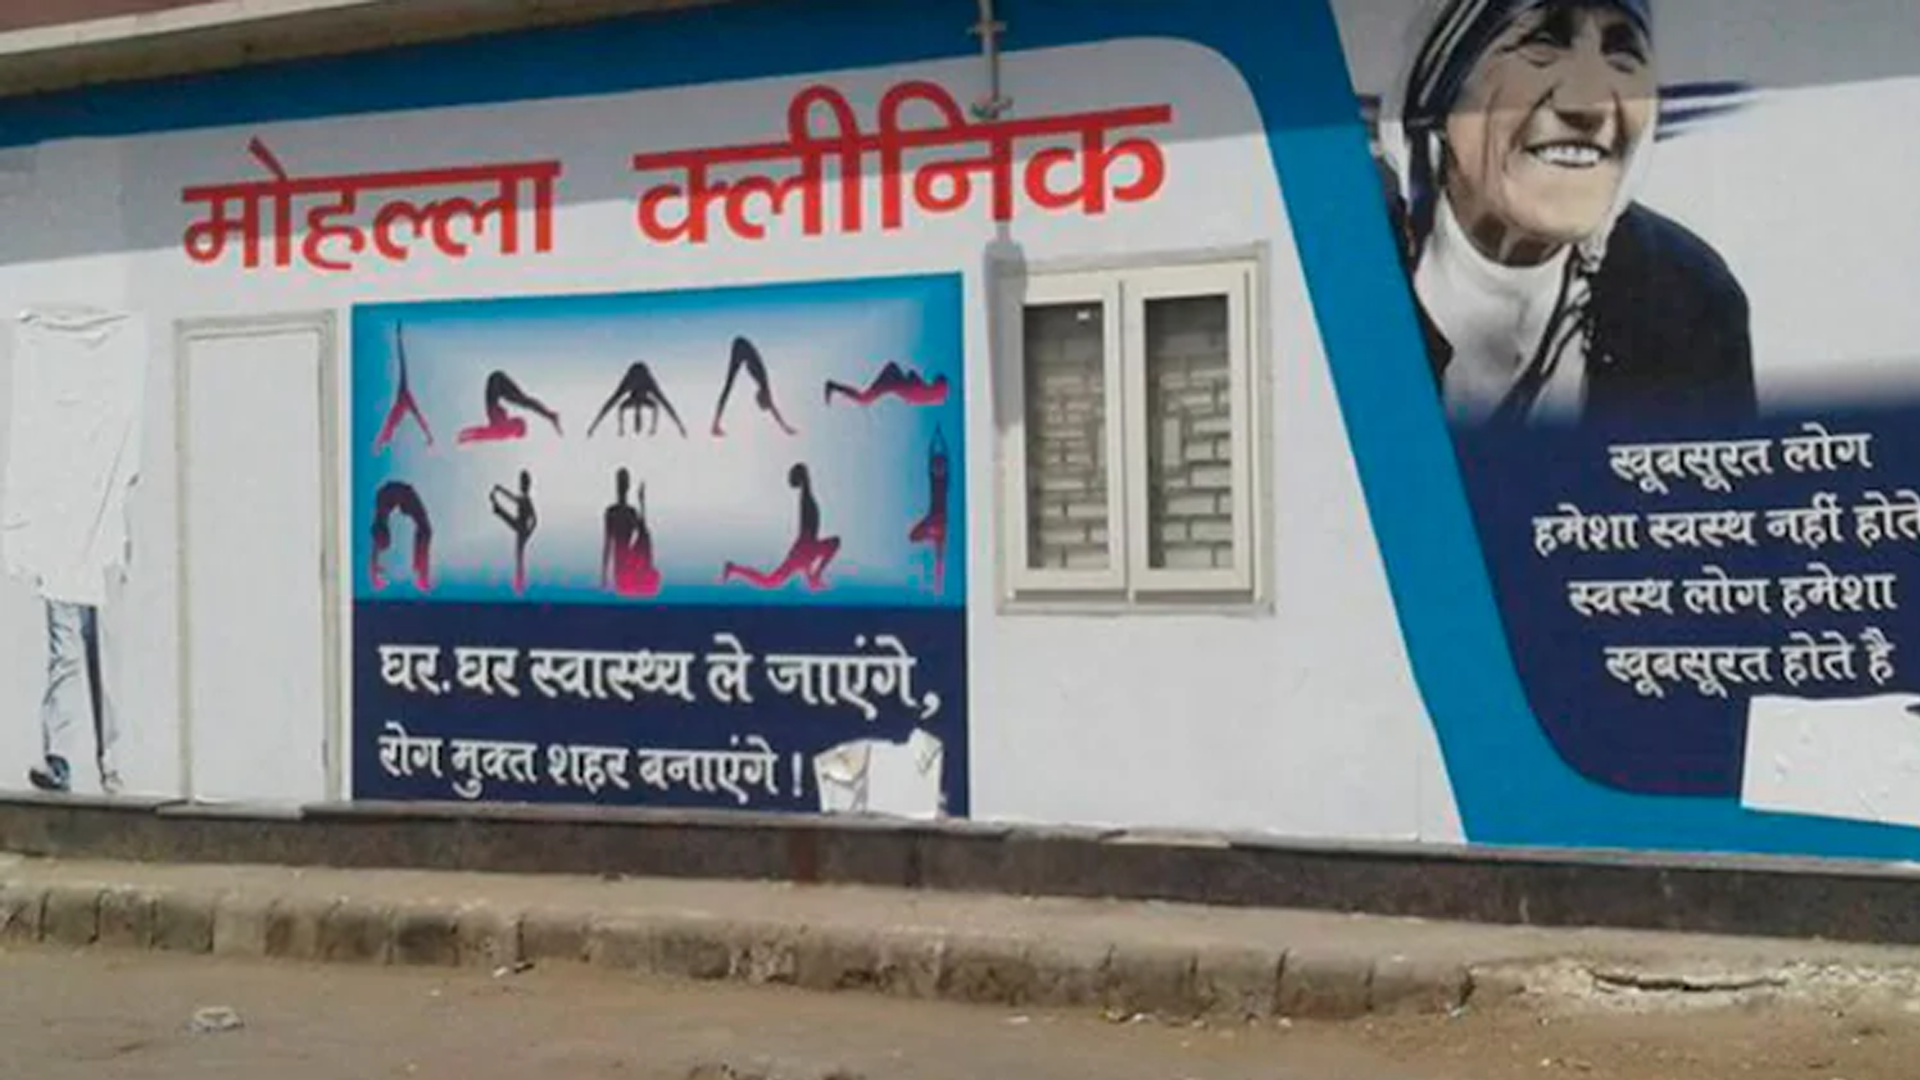 मोहल्ला क्लीनिक
घर.घर स्वास्थ्य ले जाएंगे,
रोग मुक्त शहर बनाएंगे !
खूबसूरत लोग
हमेशा स्वस्थ नहीं होते
स्वस्थ लोग हमेशा
खूबसूरत होते है